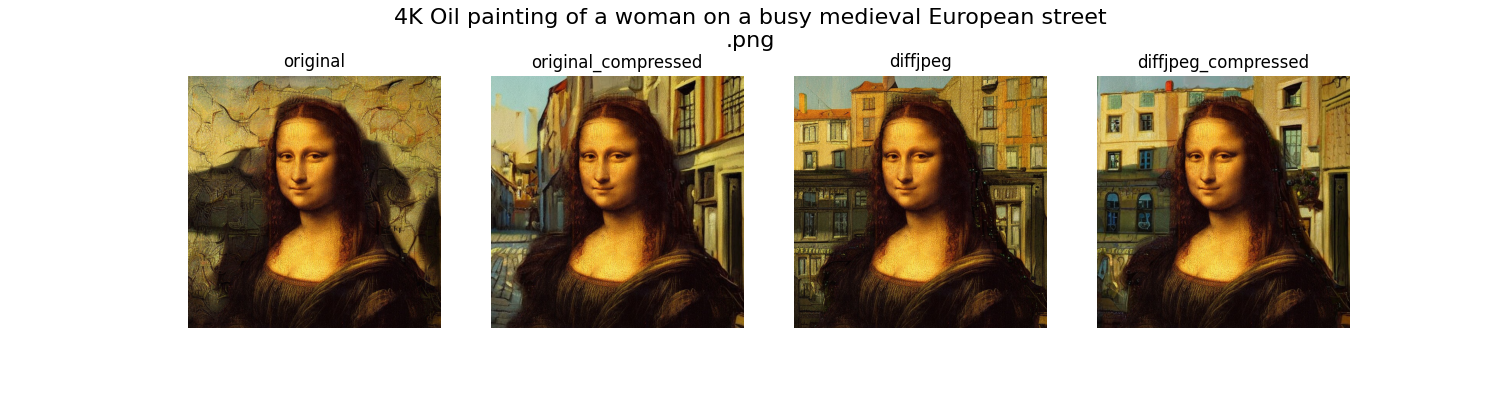 4K Oil painting of a woman on a busy medieval European street
.png
original
original_compressed
diffjpeg
diffjpeg_compressed